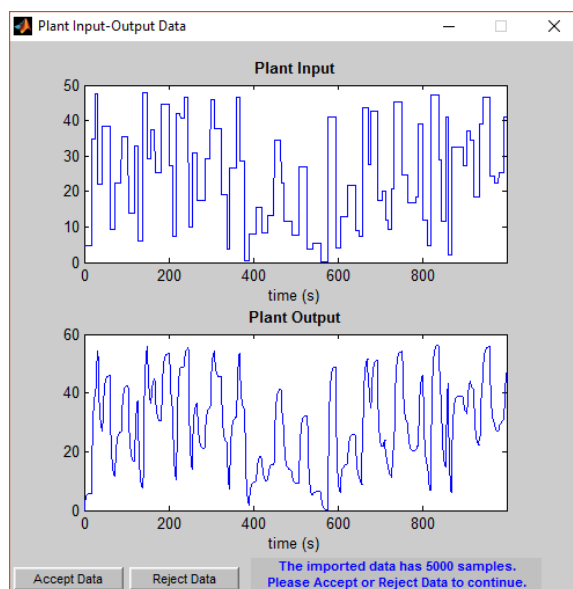 Plant Input-Output Data
Plant Input
50
40
30
20
10
0
0 200 400 600 800
time (s)
Plant Output
60
40
20
0
0 200 400 600 800
time (s)
Accept Data
Reject Data
The imported data has 5000 samples.
Please Accept or Reject Data to continue.